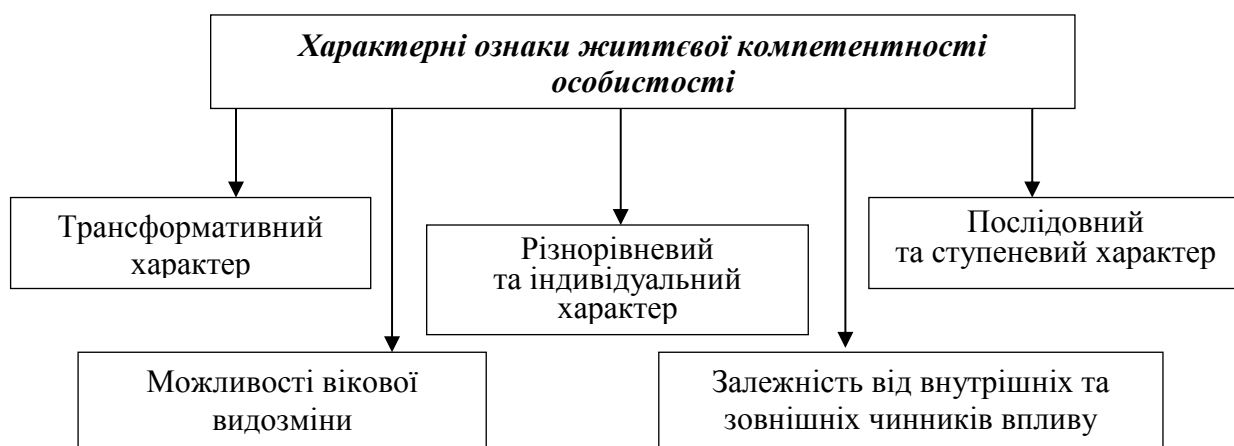 Характерні ознаки життєвої компетентності
особистості
Трансформативний
характер
Різнорівневий
та індивідуальний
характер
Послідовний
та ступеневий характер
Можливості вікової
видозміни
Залежність від внутрішніх та
зовнішніх чинників впливу